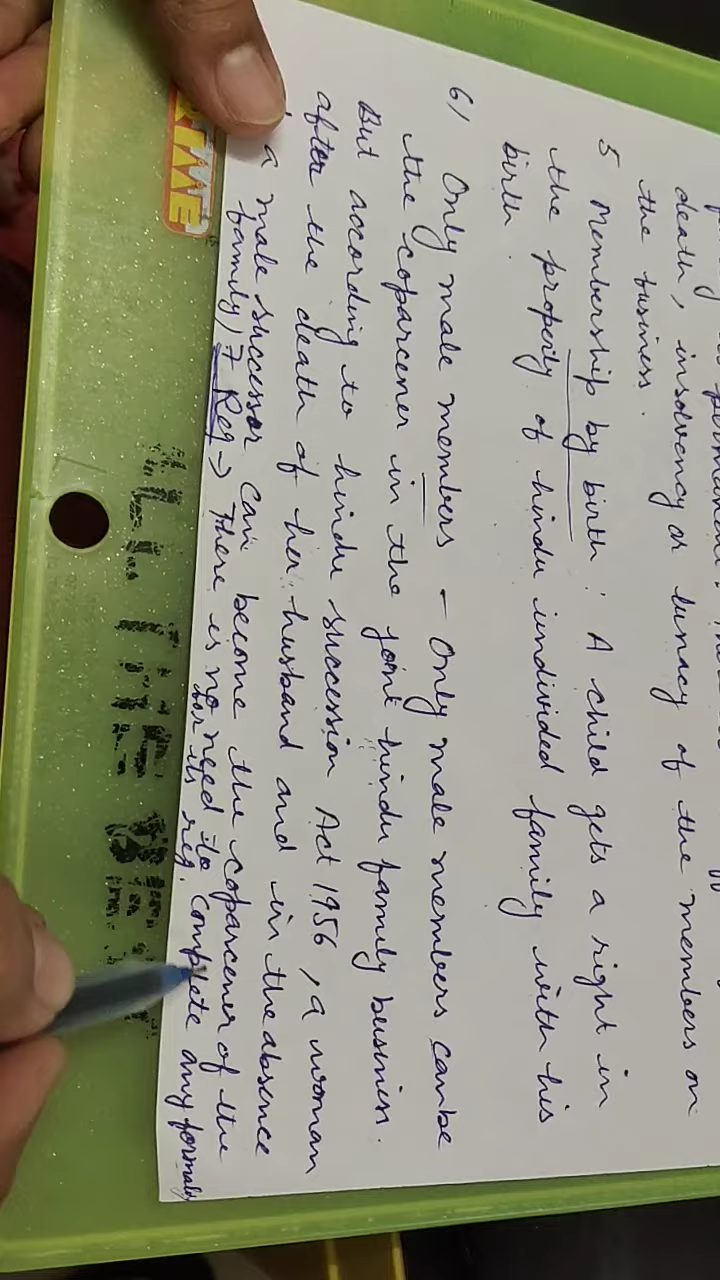 death, insolvency or lunacy of the members on
the business.
5 Membership by birth : A child gets a right in
the property of hindu undivided family with his
birth.
6, Only male members - Only male members can be
the coparcener in the joint hindu family business.
But according to hindu succession Act 1956, a woman
after the death of her husband and in the absence
a male successor can become the coparcener of the
family) 7 Reg → There is no need to complete any formality
for its reg.